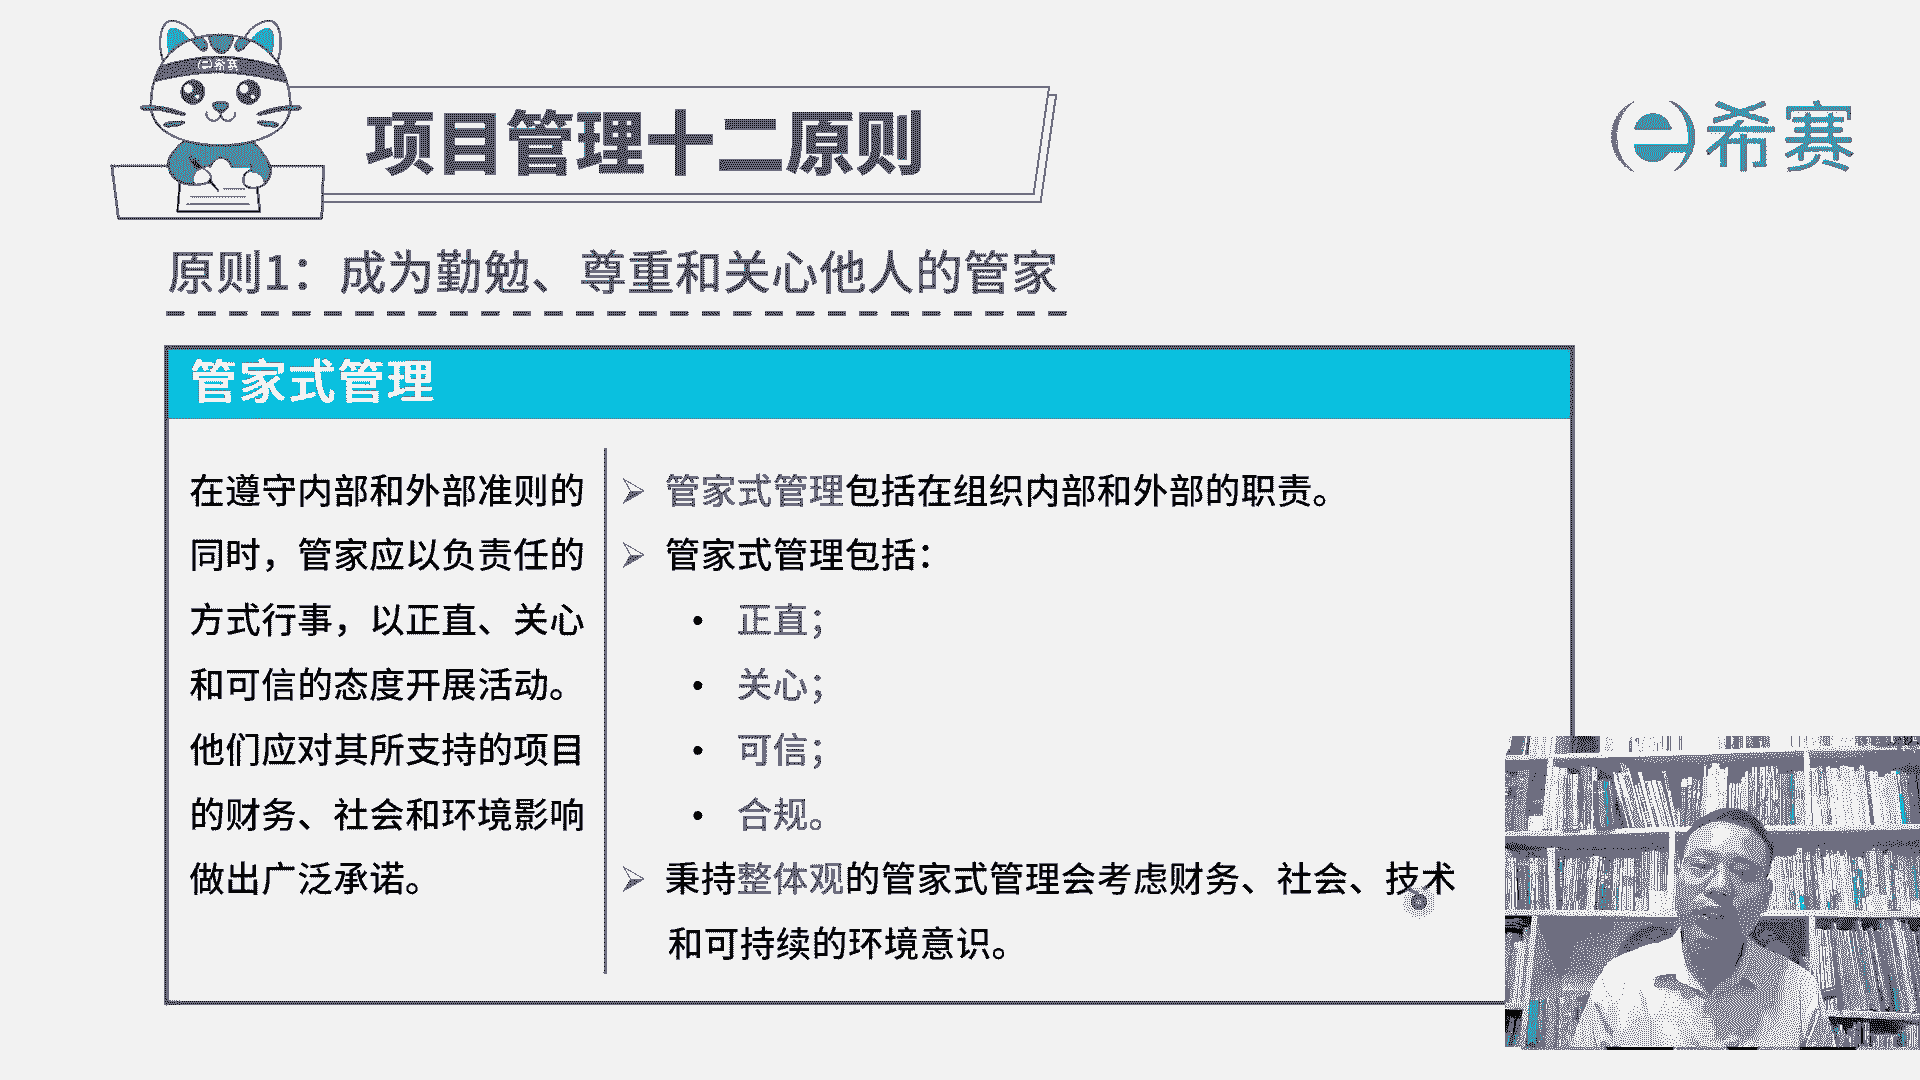 希赛
项目管理十二原则
希赛
原则1：成为勤勉、尊重和关心他人的管家
管家式管理
在遵守内部和外部准则的
同时，管家应以负责任的
方式行事，以正直、关心
和可信的态度开展活动。
他们应对其所支持的项目
的财务、社会和环境影响
做出广泛承诺。
管家式管理包括在组织内部和外部的职责。
管家式管理包括：
• 正直；
• 关心；
• 可信；
• 合规。
秉持整体观的管家式管理会考虑财务、社会、技术
和可持续的环境意识。